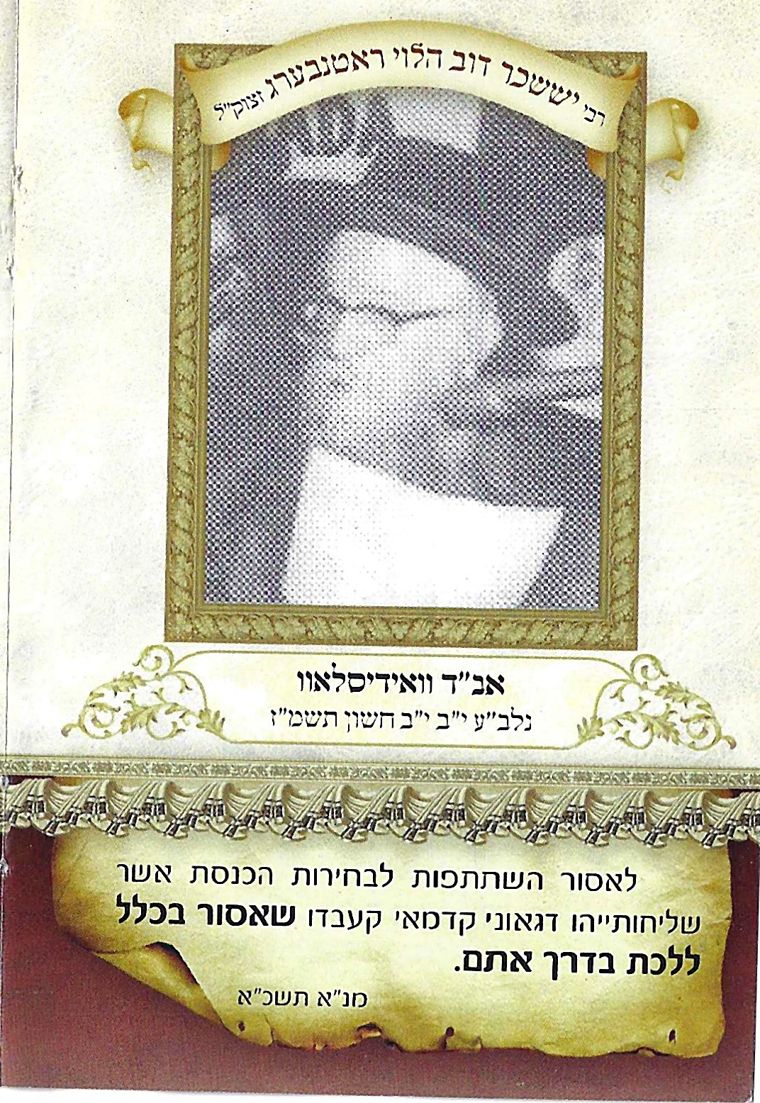 רבי יששכר דוב הלוי ראטנבערג זצוק"ל
אב"ד וואידיסלאוו
נלב"ע י"ב י"ב חשון תשמ"ז
לאסור השתתפות לבחירות הכנסת אשר
שליחותייהו דגאוני קדמאי קעבדו שאסור בכלל
ללכת בדרך אתם.
מנ"א תשכ"א